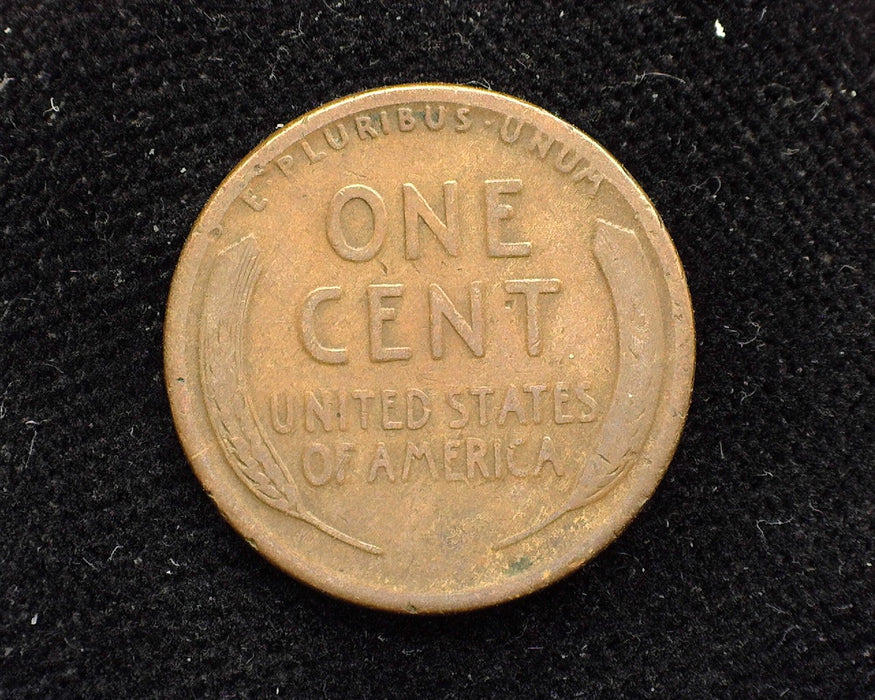 E·PLURIBUS·UNUM
ONE
CENT
UNITED STATES
OF AMERICA